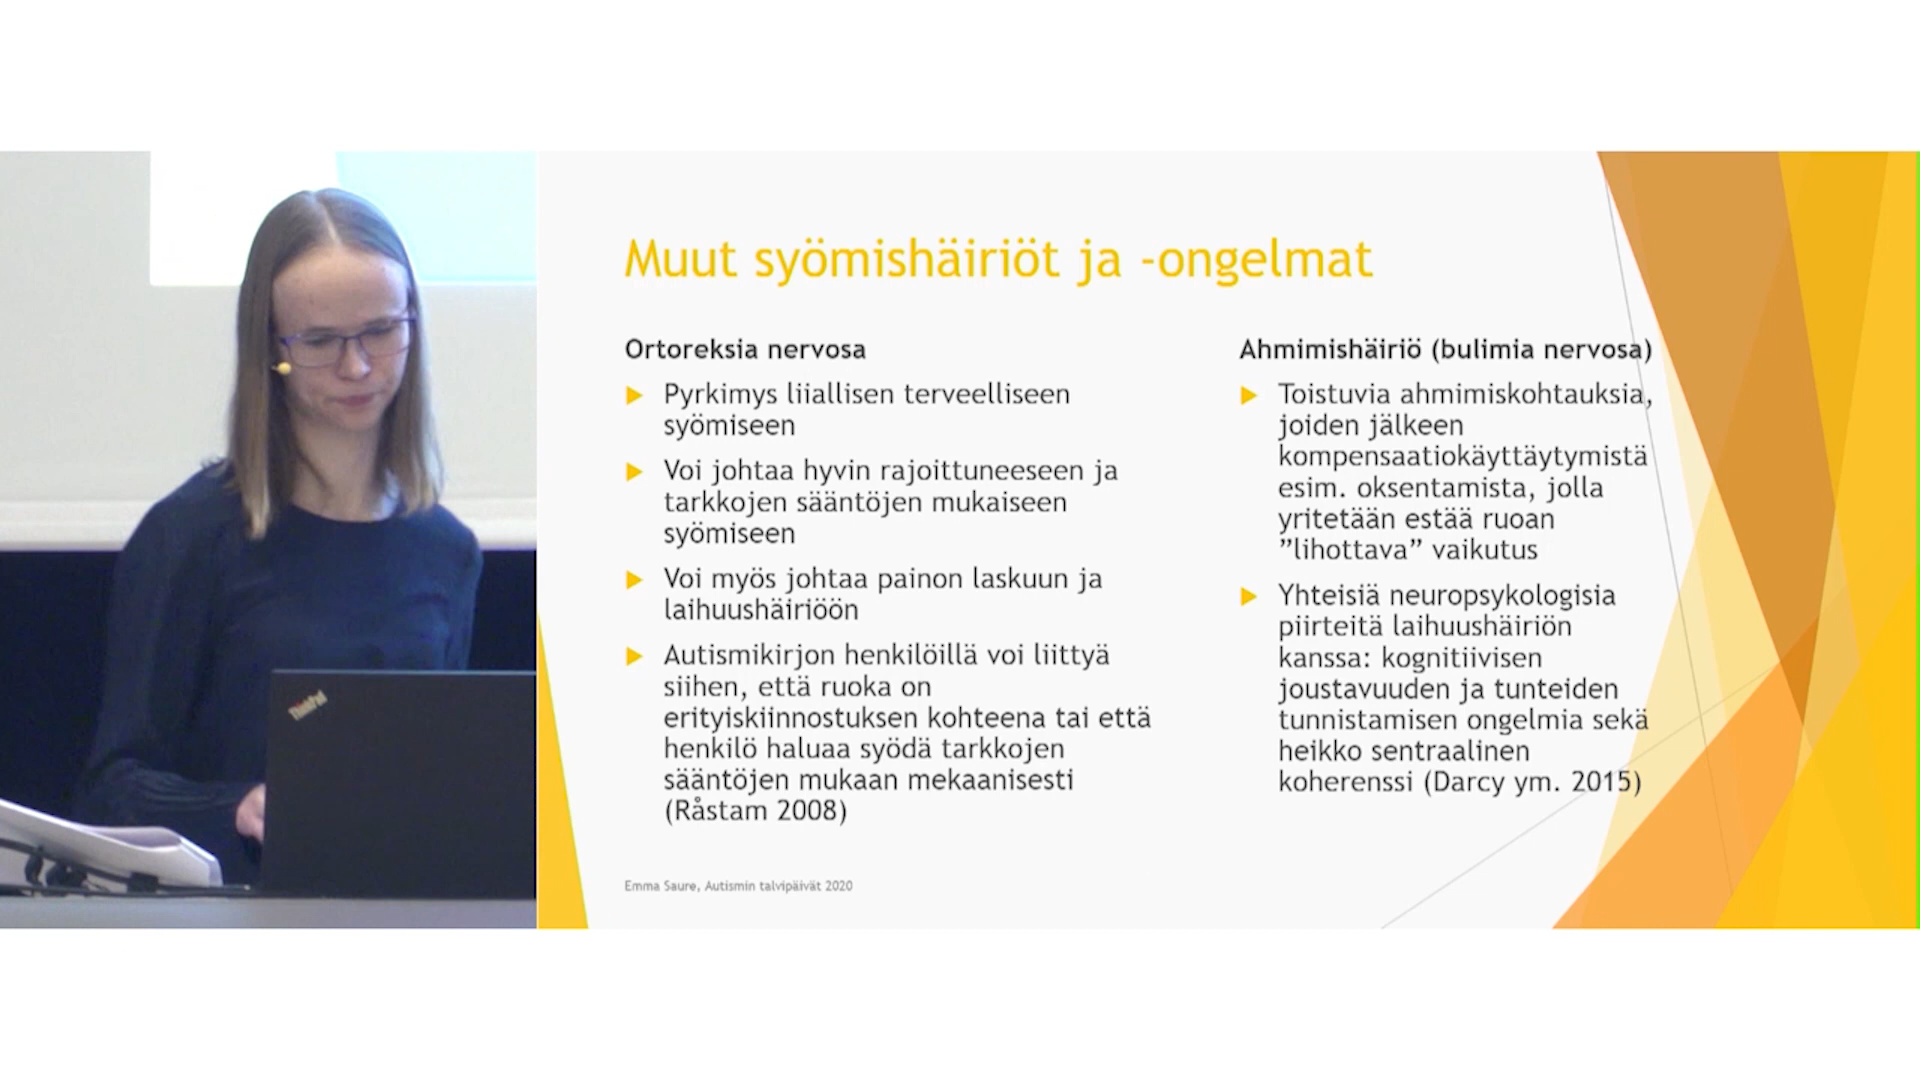 Muut syömishäiriöt ja -ongelmat
Ortoreksia nervosa
Pyrkimys liiallisen terveelliseen
syömiseen
Voi johtaa hyvin rajoittuneeseen ja
tarkkojen sääntöjen mukaiseen
syömiseen
Voi myös johtaa painon laskuun ja
laihuushäiriöön
Autismikirjon henkilöillä voi liittyä
siihen, että ruoka on
erityiskiinnostuksen kohteena tai että
henkilö haluaa syödä tarkkojen
sääntöjen mukaan mekaanisesti
(Råstam 2008)
Ahmimishäiriö (bulimia nervosa)
Toistuvia ahmimiskohtauksia,
joiden jälkeen
kompensaatiokäyttäytymistä
esim. oksentamista, jolla
yritetään estää ruoan
”lihottava” vaikutus
Yhteisiä neuropsykologisia
piirteitä laihuushäiriön
kanssa: kognitiivisen
joustavuuden ja tunteiden
tunnistamisen ongelmia sekä
heikko sentraalinen
koherenssi (Darcy ym. 2015)
Emma Saure, Autismin talvipäivät 2020
ThinkPad